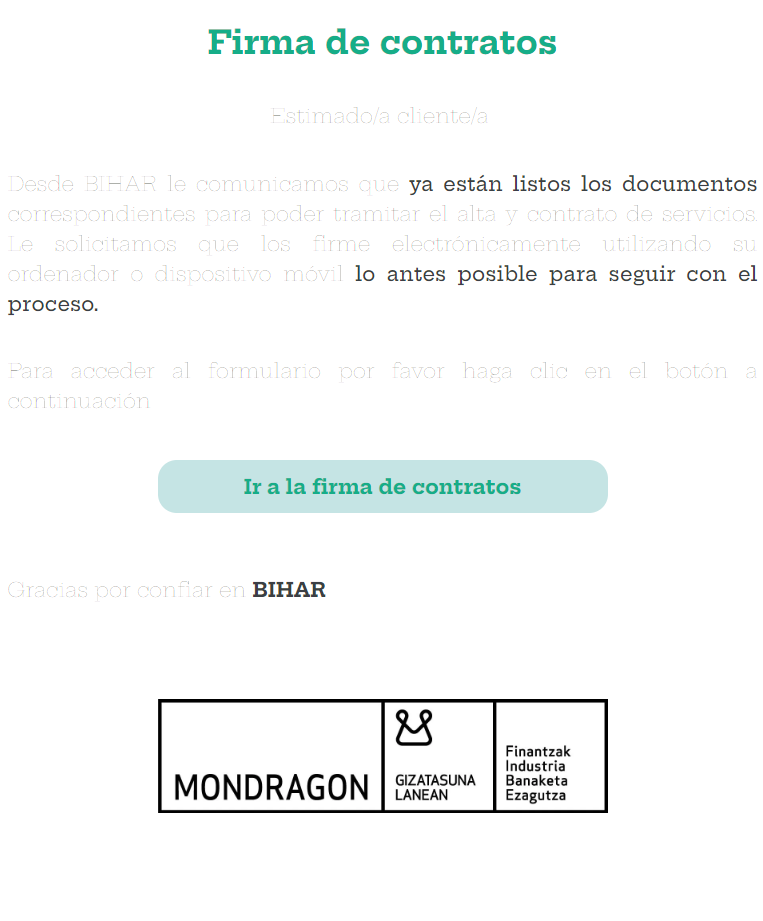 Firma de contratos
Estimado/a cliente/a
Desde BIHAR le comunicamos que ya están listos los documentos
correspondientes para poder tramitar el alta y contrato de servicios.
Le solicitamos que los firme electrónicamente utilizando su
ordenador o dispositivo móvil lo antes posible para seguir con el
proceso.
Para acceder al formulario por favor haga clic en el botón a
continuación
Ir a la firma de contratos
Gracias por confiar en BIHAR
MONDRAGON
GIZATASUNA
LANEAN
Finantzak
Industria
Banaketa
Ezagutza